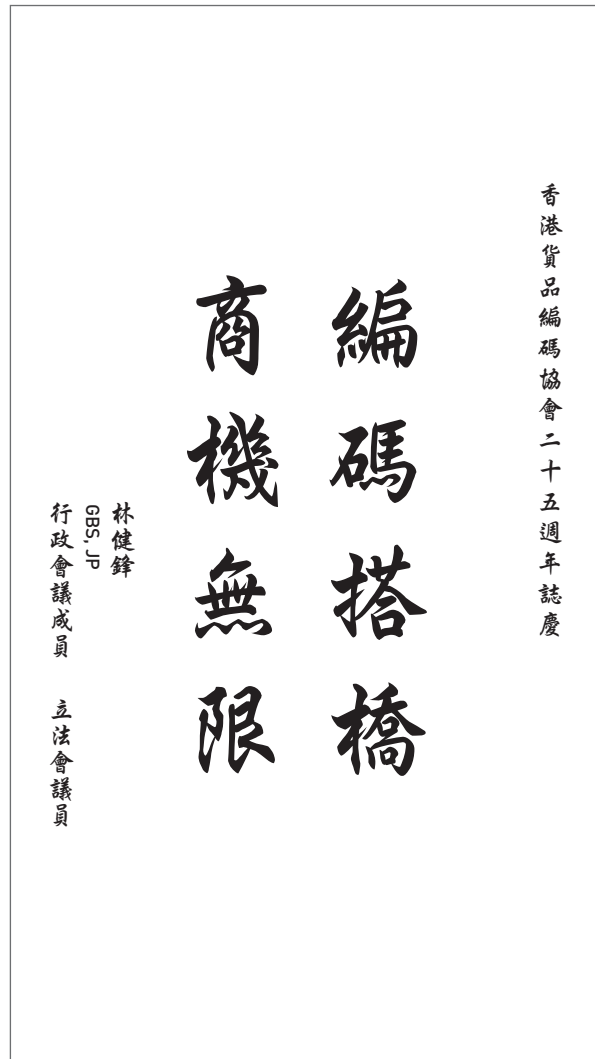 香港貨品編碼協會二十五週年誌慶
編碼搭橋
商機無限
林健鋒
GBS, JP
行政會議成員 立法會議員